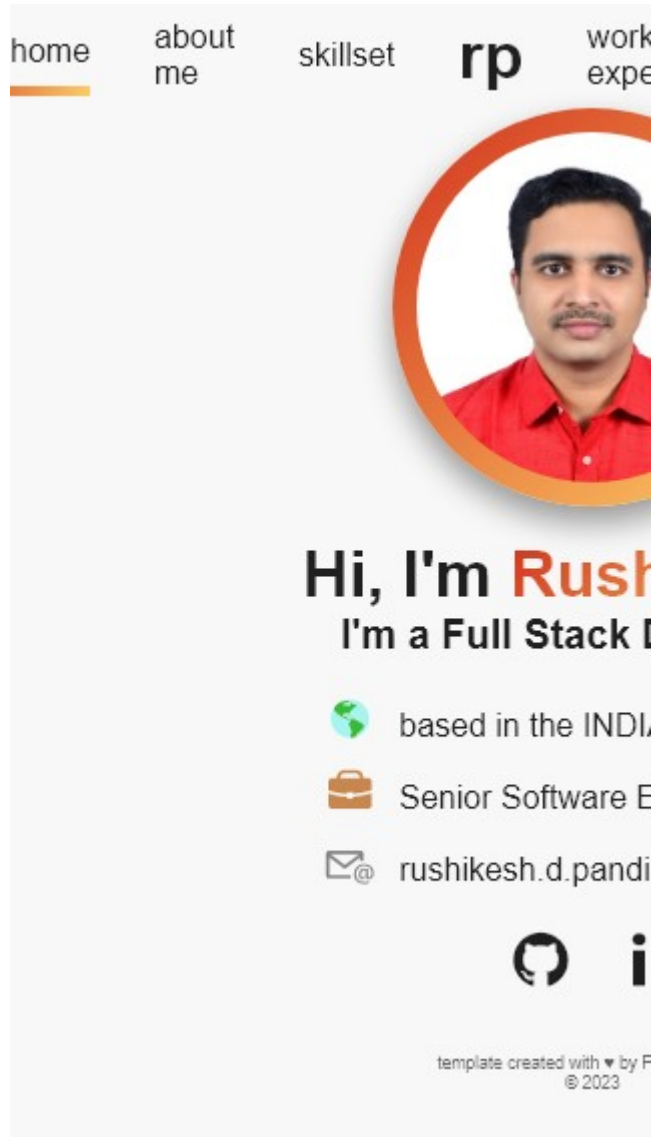 home
about
me
skillset
rp
work
expe
Hi, I'm Rush
I'm a Full Stack
based in the INDIA
Senior Software E
rushikesh.d.pandi
template created with ♥ by F
© 2023